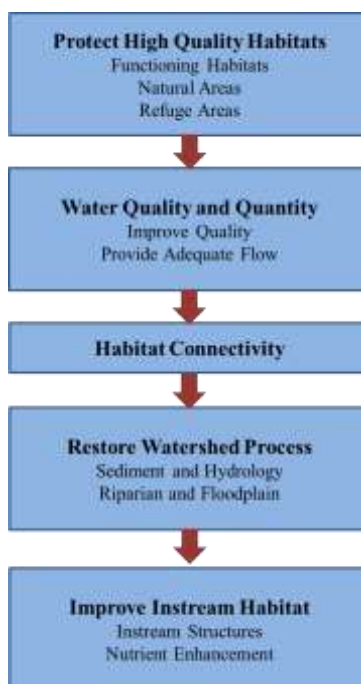 Protect High Quality Habitats
Functioning Habitats
Natural Areas
Refuge Areas
Water Quality and Quantity
Improve Quality
Provide Adequate Flow
Habitat Connectivity
Restore Watershed Process
Sediment and Hydrology
Riparian and Floodplain
Improve Instream Habitat
Instream Structures
Nutrient Enhancement